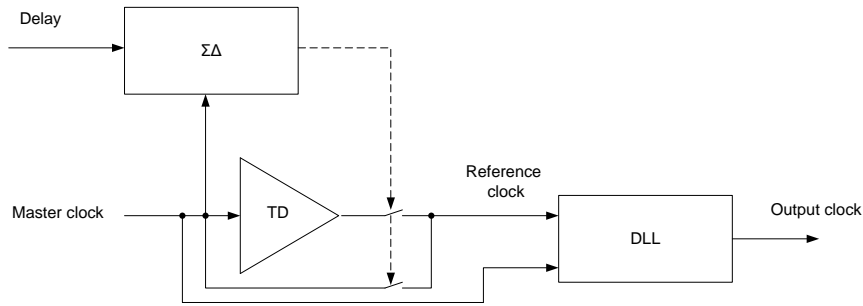 Delay
ΣΔ
Reference
clock
Master clock
TD
Output clock
DLL